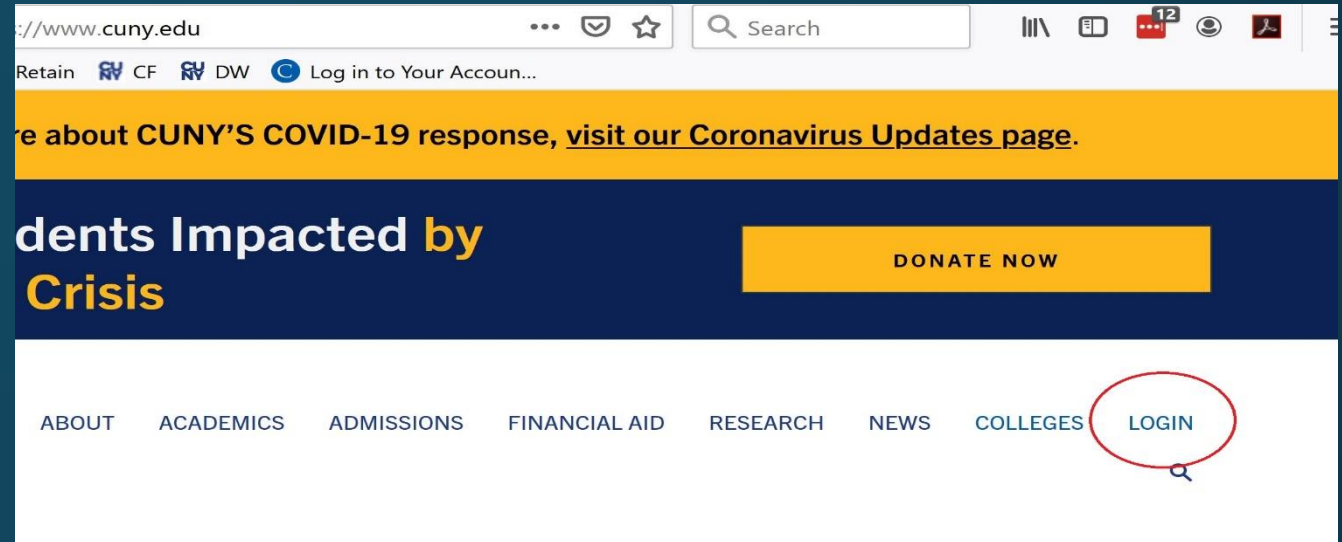 ://www.cuny.edu ••• Search 12
Retain CF DW C Log in to Your Accoun...
re about CUNY'S COVID-19 response, visit our Coronavirus Updates page.
dents Impacted by
Crisis
DONATE NOW
ABOUT ACADEMICS ADMISSIONS FINANCIAL AID RESEARCH NEWS COLLEGES LOGIN